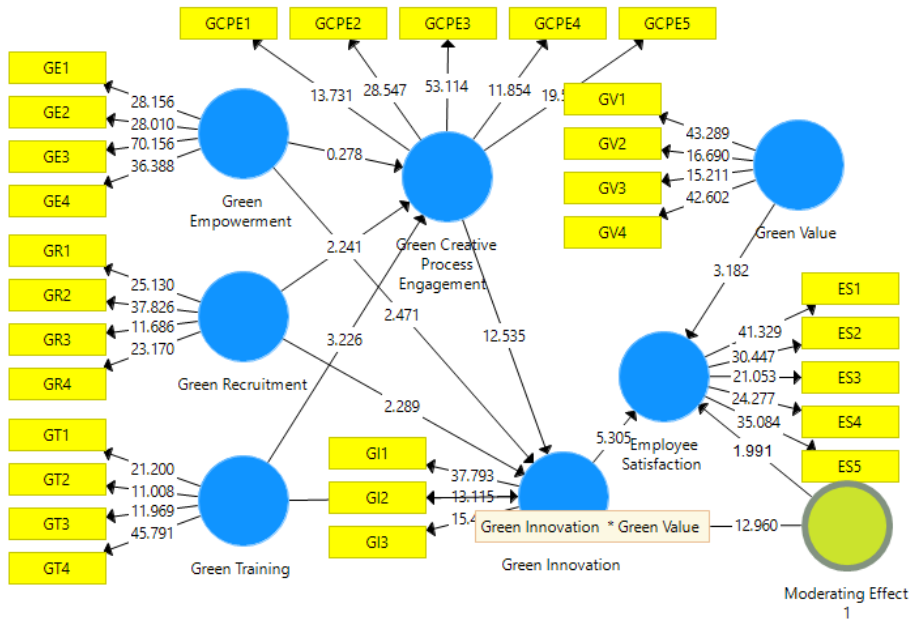 GCPE1
GCPE2
GCPE3
GCPE4
GCPE5
13.731
28.547
53.114
11.854
GE1
GE2
GE3
GE4
28.156
28.010
70.156
36.388
Green
Empowerment
0.278
GV1
GV2
GV3
GV4
43.289
16.690
15.211
42.602
Green Value
Green Creative
Process
Engagement
2.241
2.471
3.226
12.535
3.182
GR1
GR2
GR3
GR4
25.130
37.826
11.686
23.170
Green Recruitment
2.289
ES1
ES2
ES3
ES4
ES5
41.329
30.447
21.053
24.277
35.084
1.991
Employee
Satisfaction
5.305
GT1
GT2
GT3
GT4
21.200
11.008
11.969
45.791
Green Training
GI1
GI2
GI3
37.793
13.115
Green Innovation * Green Value
12.960
Green Innovation
Moderating Effect
1